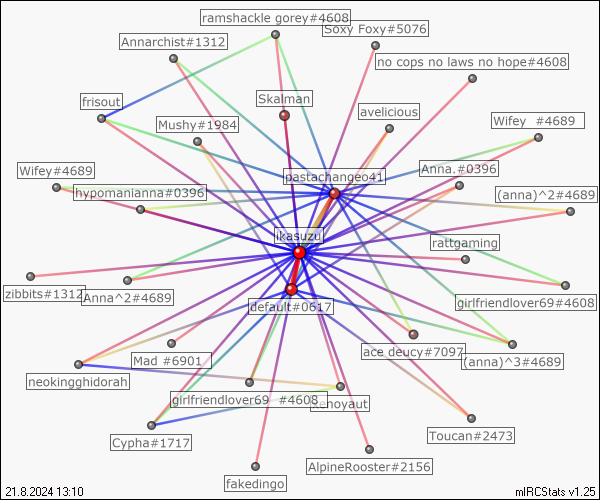 ramshackle gorey#4608
Soxy Foxy#5076
Annarchist#1312
no cops no laws no hope#4608
frisout
Skalman
avelicious
Mushy#1984
Wifey  #4689
Wifey#4689
pastachangeo41
Anna.#0396
hypomanianna#0396
(anna)^2#4689
ikasuzu
rattgaming
zibbits#1312
Anna^2#4689
girlfriendlover69#4608
default#0617
Mad #6901
ace deucy#7097
(anna)^3#4689
neokingghidorah
girlfriendlover69  #4608
xenoyaut
Cypha#1717
Toucan#2473
fakedingo
AlpineRooster#2156
21.8.2024 13:10
mIRCStats v1.25